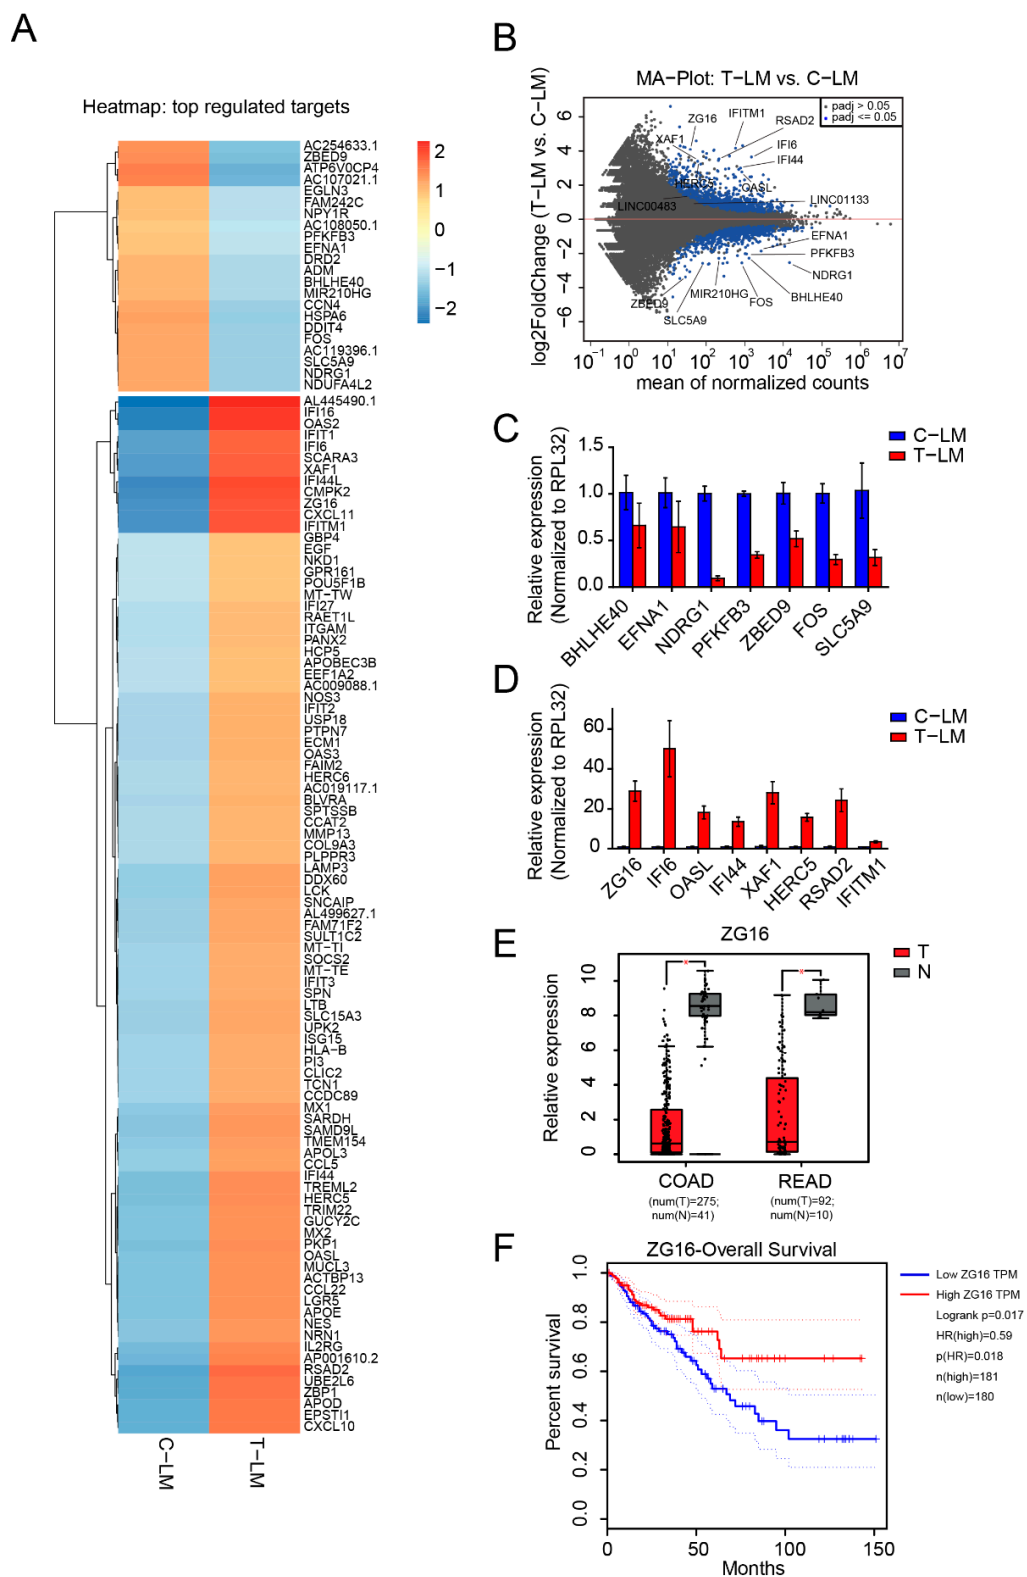 A
Heatmap: top regulated targets
AC254633.1
ZBED9
ATP6V0CP4
AC107021.1
EGLN3
FAM242C
NPY1R
AC108050.1
PFKFB3
EFNA1
DRD2
ADM
BHLHE40
MIR210HG
CCN4
HSPA6
DDIT4
FOS
AC119396.1
SLC5A9
NDRG1
NDUFA4L2
AL445490.1
IFI16
OAS2
IFIT1
IFI6
SCARA3
XAF1
IFI44L
CMPK2
ZG16
CXCL11
IFITM1
GBP4
EGF
NKD1
GPR161
POU5F1B
MT−TW
IFI27
RAET1L
ITGAM
PANX2
HCP5
APOBEC3B
EEF1A2
AC009088.1
NOS3
IFIT2
USP18
PTPN7
ECM1
OAS3
FAIM2
HERC6
AC019117.1
BLVRA
SPTSSB
CCAT2
MMP13
COL9A3
PLPPR3
LAMP3
DDX60
LCK
SNCAIP
AL499627.1
FAM71F2
SULT1C2
MT−TI
SOCS2
MT−TE
IFIT3
SPN
LTB
SLC15A3
UPK2
ISG15
HLA−B
PI3
CLIC2
TCN1
CCDC89
MX1
SARDH
SAMD9L
TMEM154
APOL3
CCL5
IFI44
TREML2
HERC5
TRIM22
GUCY2C
MX2
PKP1
OASL
MUCL3
ACTBP13
CCL22
LGR5
APOE
NES
NRN1
IL2RG
AP001610.2
RSAD2
UBE2L6
ZBP1
APOD
EPSTI1
CXCL10
C−LM
T−LM
2
1
0
−1
−2
B
MA−Plot: T−LM vs. C−LM
log2FoldChange (T−LM vs. C−LM)
6
4
2
0
−2
−4
−6
padj > 0.05
padj <= 0.05
ZG16
IFITM1
RSAD2
XAF1
IFI6
IFI44
HERC5
OASL
LINC00483
LINC01133
EFNA1
PFKFB3
NDRG1
MIR210HG
BHLHE40
ZBED9
FOS
SLC5A9
10−1 100 101 102 103 104 105 106 107
mean of normalized counts
C
Relative expression
(Normalized to RPL32)
1.5
1.0
0.5
0.0
C−LM
T−LM
BHLHE40 EFNA1 NDRG1 PFKFB3 ZBED9 FOS SLC5A9
D
Relative expression
(Normalized to RPL32)
60
40
20
0
C−LM
T−LM
ZG16 IFI6 OASL IFI44 XAF1 HERC5 RSAD2 IFITM1
E
ZG16
Relative expression
10
8
6
4
2
0
*
*
T
N
COAD READ
(num(T)=275; (num(T)=92;
num(N)=41) num(N)=10)
F
ZG16-Overall Survival
Percent survival
1.0
0.8
0.6
0.4
0.2
0.0
0 50 100 150
Months
Low ZG16 TPM
High ZG16 TPM
Logrank p=0.017
HR(high)=0.59
p(HR)=0.018
n(high)=181
n(low)=180